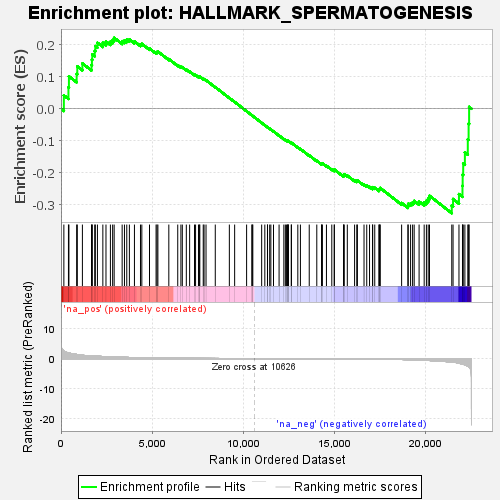 Enrichment plot: HALLMARK_SPERMATOGENESIS
Enrichment score (ES)
0.2
0.1
0.0
-0.1
-0.2
-0.3
'na_pos' (positively correlated)
Ranked list metric (PreRanked)
10
0
-10
-20
Zero cross at 10626
'na_neg' (negatively correlated)
0
5,000
10,000
15,000
20,000
Rank in Ordered Dataset
Enrichment profile
Hits
Ranking metric scores